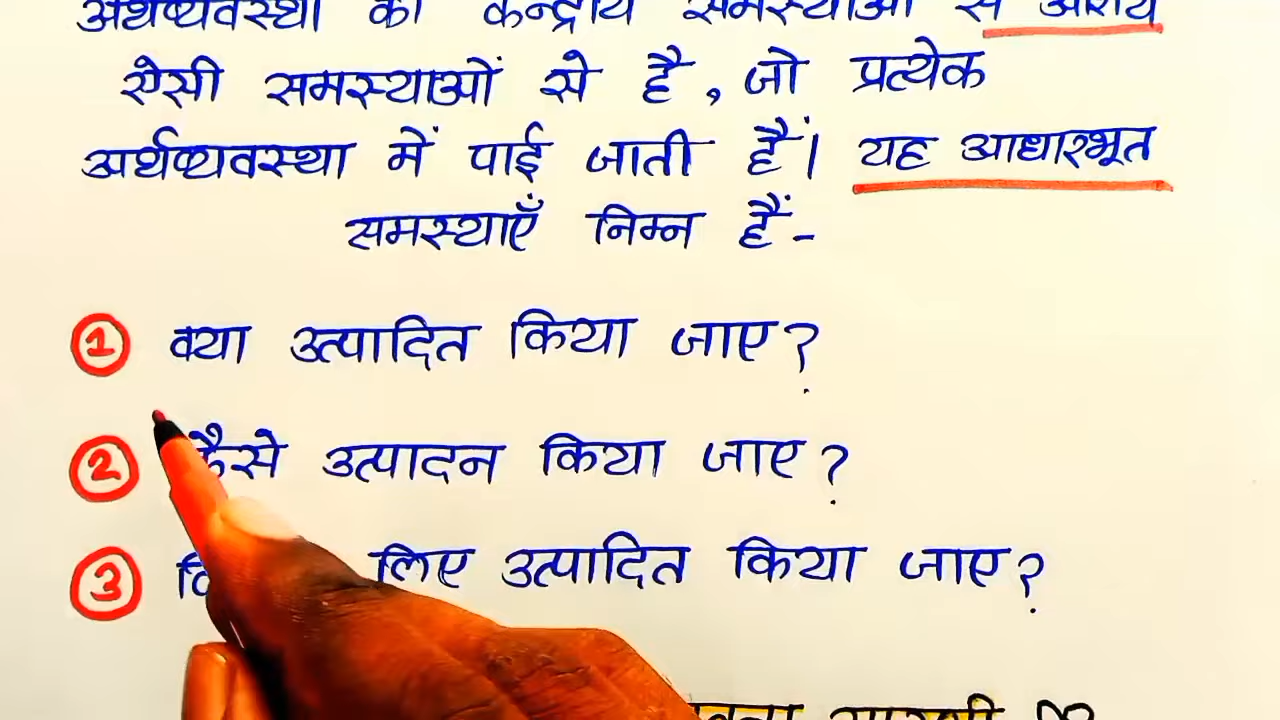 अर्थव्यवस्था की केन्द्रीय समस्याओं से आशय
ऐसी समस्याओं से है, जो प्रत्येक
अर्थव्यवस्था में पाई जाती हैं। यह आधारभूत
समस्याएँ निम्न हैं-
① क्या उत्पादित किया जाए?
② कैसे उत्पादन किया जाए?
③ लिए उत्पादित किया जाए?